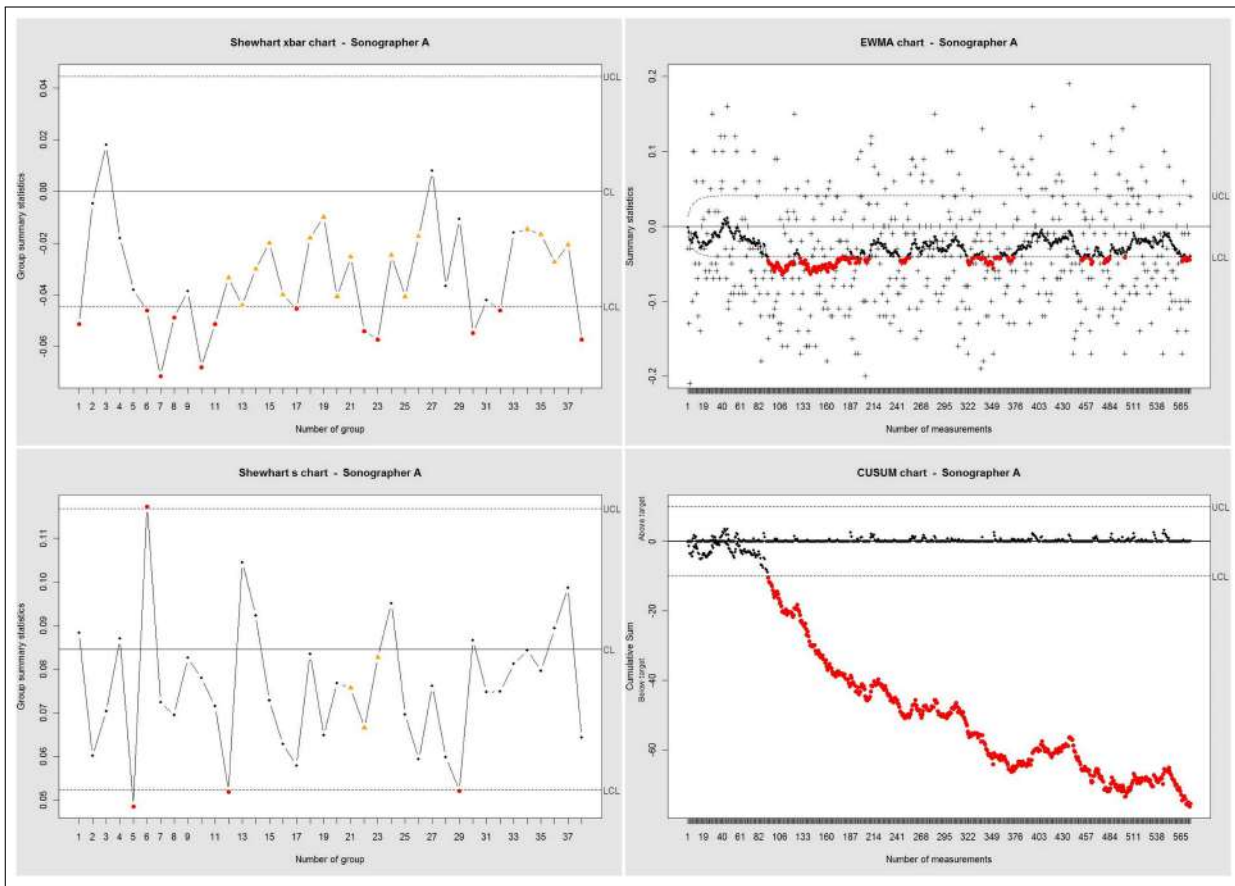 Shewhart xbar chart - Sonographer A
Group summary statistics
0.04
0.02
0.00
-0.02
-0.04
-0.06
UCL
CL
LCL
1 2 3 4 5 6 7 8 9 11 13 15 17 19 21 23 25 27 29 31 33 35 37
Number of group
EWMA chart - Sonographer A
Summary statistics
0.2
0.1
0.0
-0.1
-0.2
UCL
LCL
1 19 40 61 82 106 133 160 187 214 241 268 295 322 349 376 403 430 457 484 511 538 565
Number of measurements
Shewhart s chart - Sonographer A
Group summary statistics
0.11
0.10
0.09
0.08
0.07
0.06
0.05
UCL
CL
LCL
1 2 3 4 5 6 7 8 9 11 13 15 17 19 21 23 25 27 29 31 33 35 37
Number of group
CUSUM chart - Sonographer A
Cumulative Sum
Above target
Below target
0
-20
-40
-60
UCL
LCL
1 19 40 61 82 106 133 160 187 214 241 268 295 322 349 376 403 430 457 484 511 538 565
Number of measurements